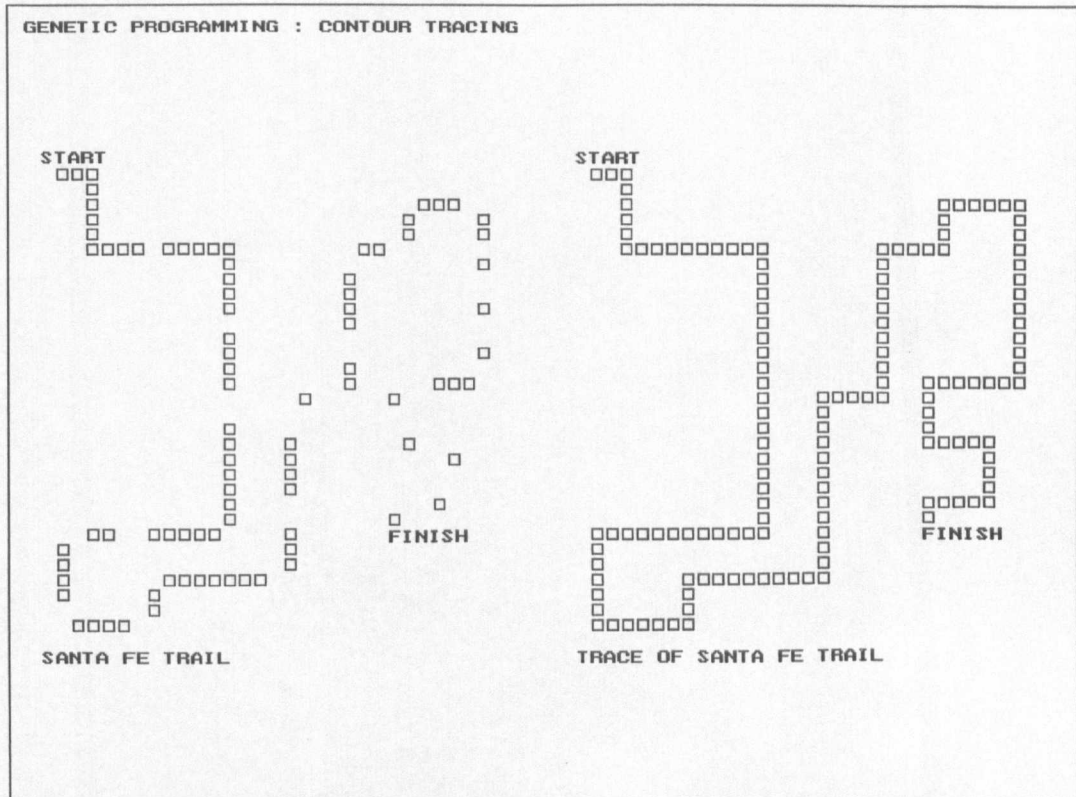 GENETIC PROGRAMMING : CONTOUR TRACING
START
START
FINISH
FINISH
SANTA FE TRAIL
TRACE OF SANTA FE TRAIL